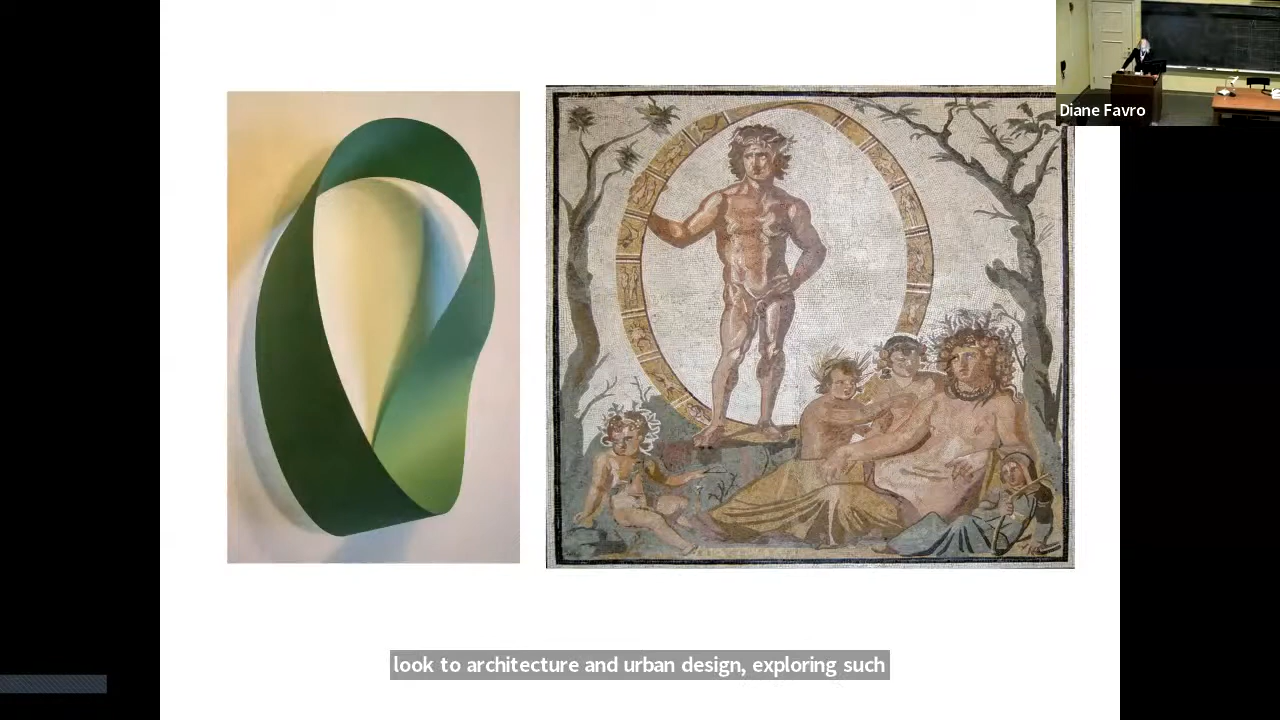 Diane Favro
look to architecture and urban design, exploring such